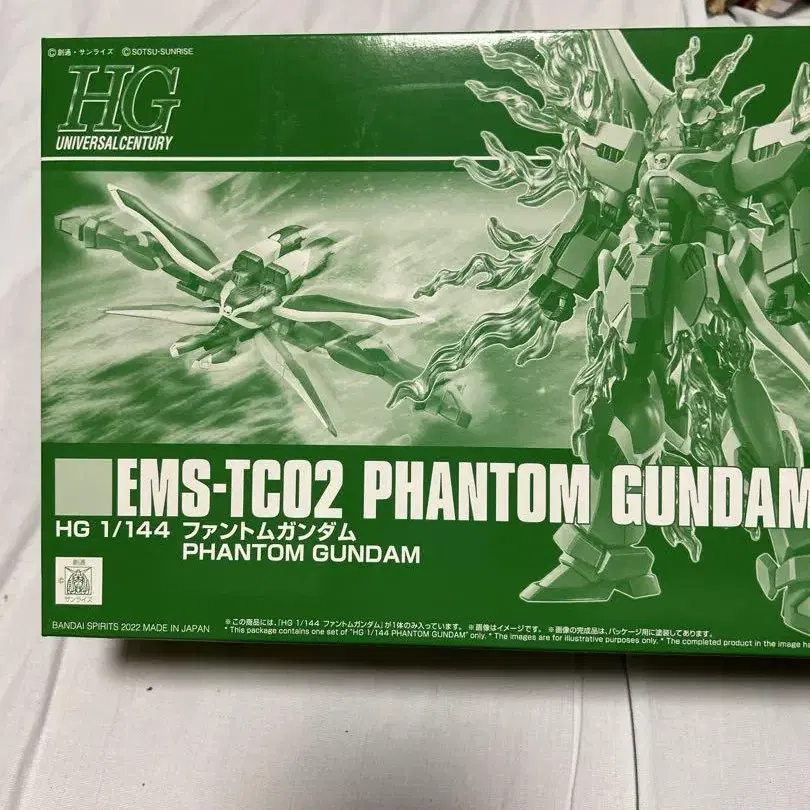 ©創通・サンライズ ©SOTSU・SUNRISE
HG
UNIVERSAL CENTURY
EMS-TC02 PHANTOM GUNDAM
HG 1/144 ファントムガンダム
PHANTOM GUNDAM
創通
©
サンライズ
BANDAI SPIRITS 2022 MADE IN JAPAN
※この商品には、「HG 1/144 ファントムガンダム」が1体のみ入っています。 ※画像はイメージです。 ※画像の完成品は、パッケージ用に塗装してあります。
* This package contains one set of "HG 1/144 PHANTOM GUNDAM" only. * The images are for illustrative purposes only. * The completed product in the image